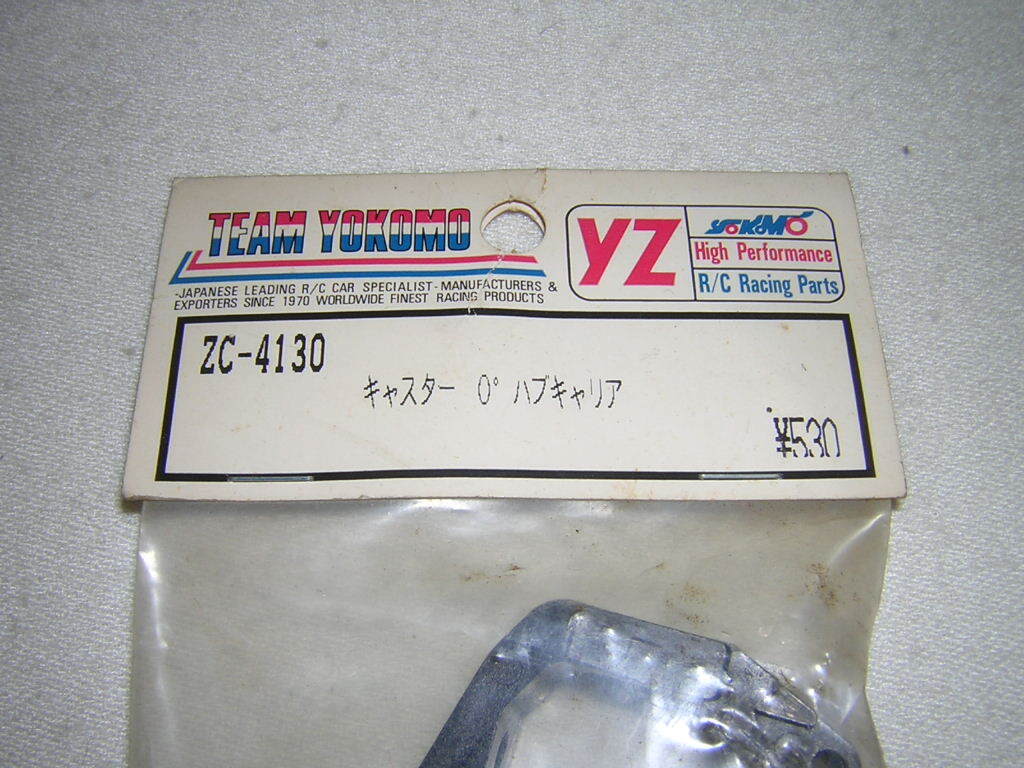 TEAM YOKOMO
-JAPANESE LEADING R/C CAR SPECIALIST-MANUFACTURERS &
EXPORTERS SINCE 1970 WORLDWIDE FINEST RACING PRODUCTS
YZ
YOKOMO
High Performance
R/C Racing Parts
ZC-4130
キャスター 0° ハブキャリア
¥530